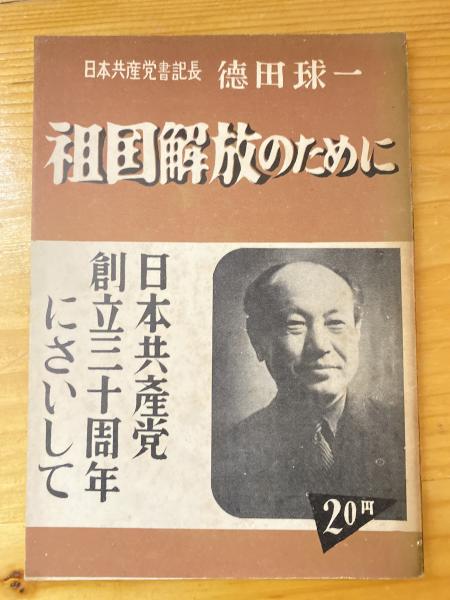 日本共産党書記長 德田球一
祖国解放のために
日本共産党
創立三十周年
にさいして
20円